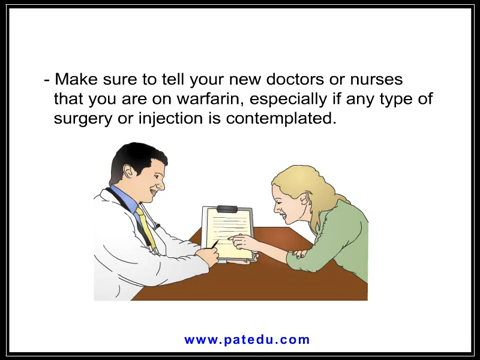 - Make sure to tell your new doctors or nurses
that you are on warfarin, especially if any type of
surgery or injection is contemplated.
www.patedu.com